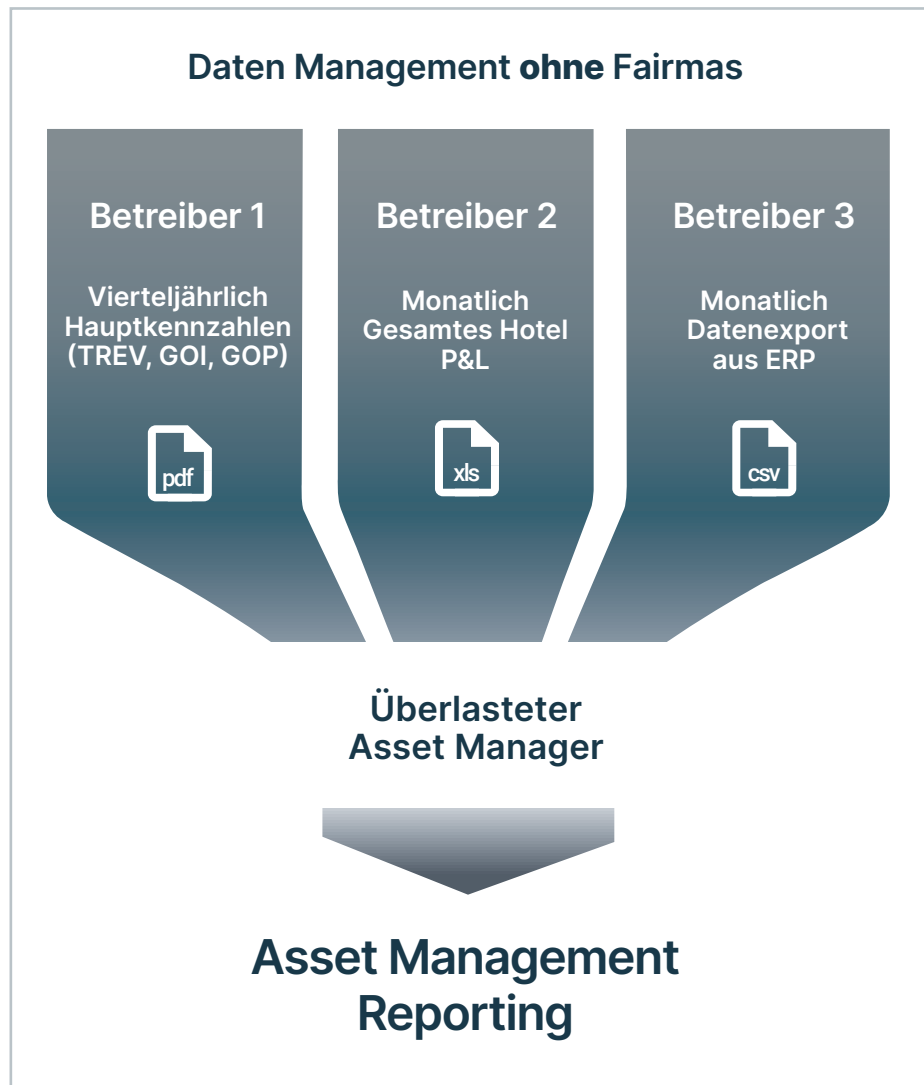 Daten Management ohne Fairmas
Betreiber 1
Vierteljährlich
Hauptkennzahlen
(TREV, GOI, GOP)
pdf
Betreiber 2
Monatlich
Gesamtes Hotel
P&L
xls
Betreiber 3
Monatlich
Datenexport
aus ERP
csv
Überlasteter
Asset Manager
Asset Management
Reporting